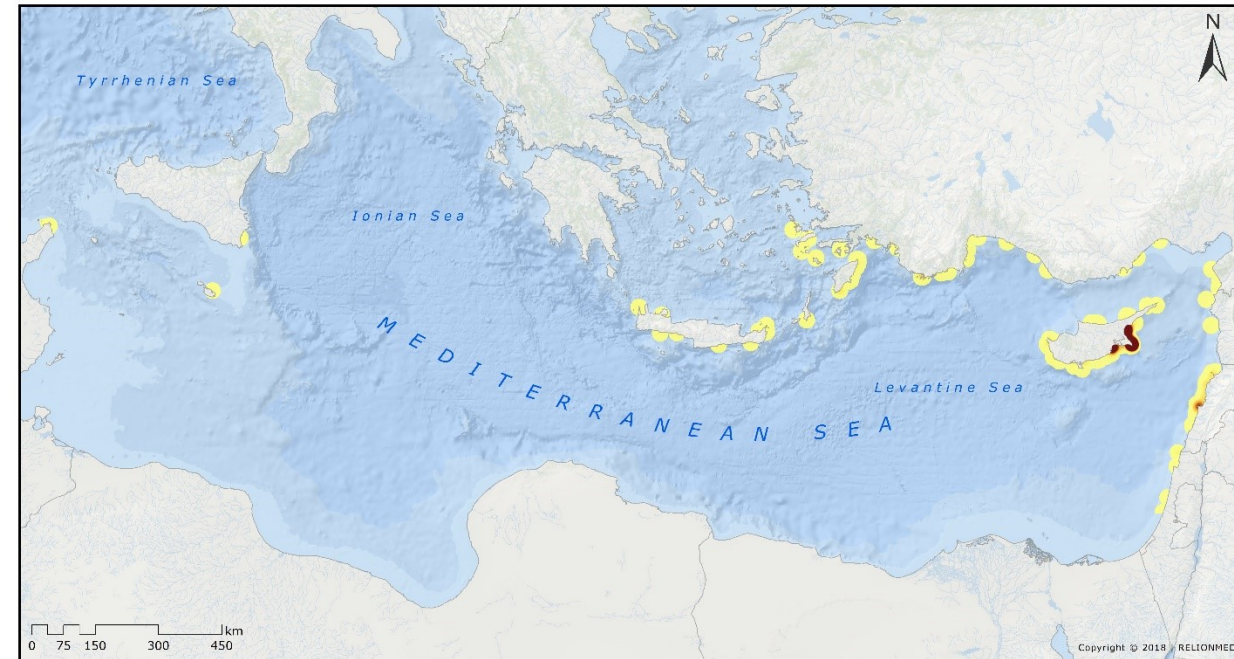 N
Tyrrhenian Sea
Ionian Sea
MEDITERRANEAN SEA
Levantine Sea
km
0 75 150 300 450
Copyright © 2018 RELIONMED